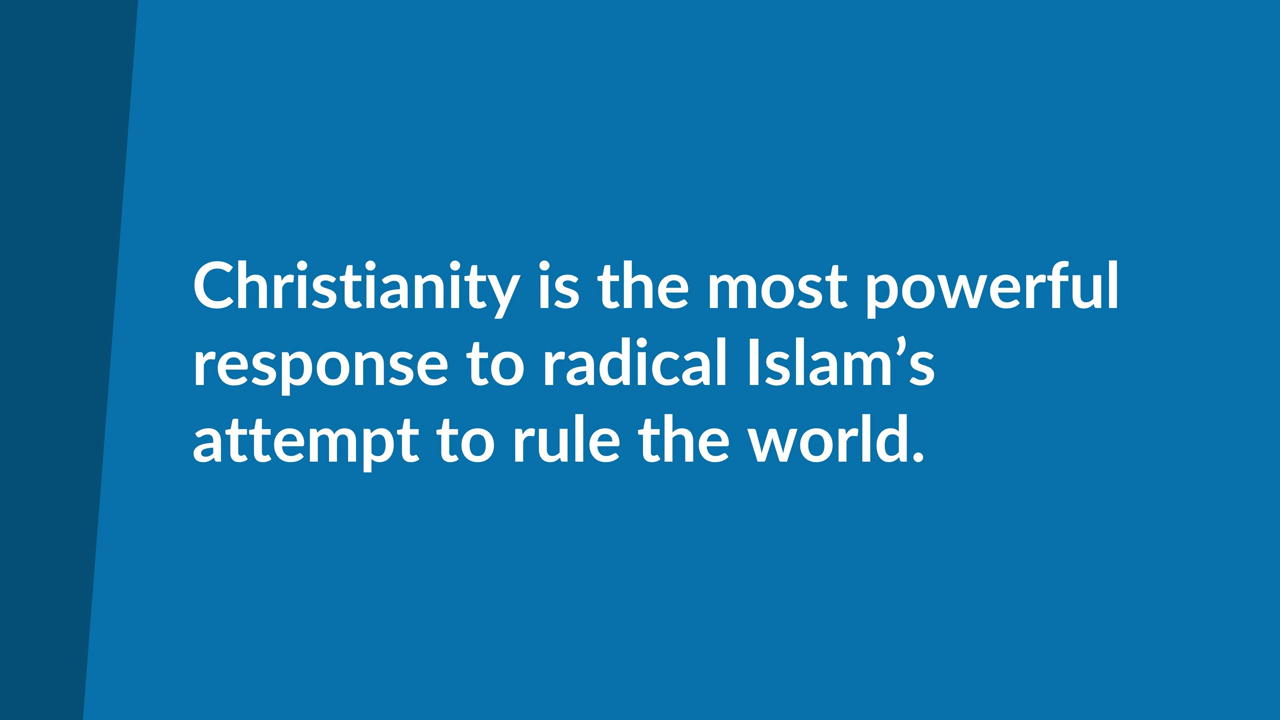 Christianity is the most powerful
response to radical Islam’s
attempt to rule the world.